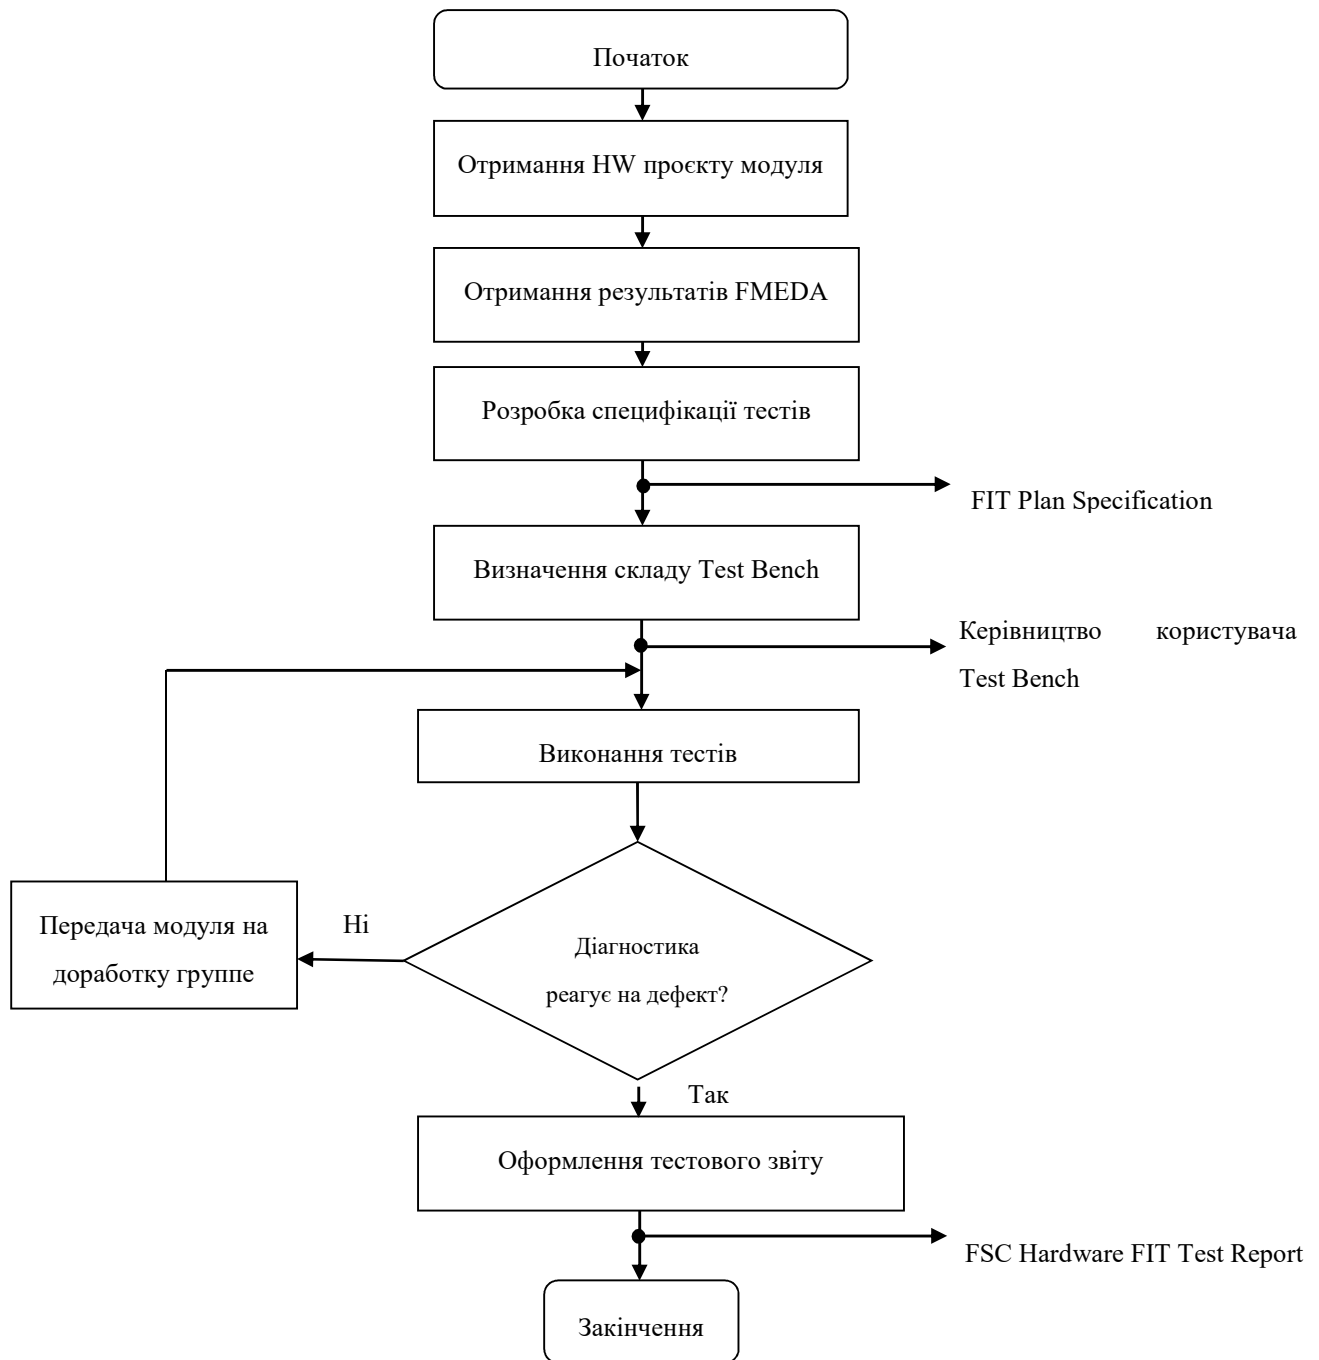 Початок
Отримання HW проєкту модуля
Отримання результатів FMEDA
Розробка специфікації тестів
FIT Plan Specification
Визначення складу Test Bench
Керівництво користувача
Test Bench
Виконання тестів
Передача модуля на
доработку группе
Ні
Діагностика
реагує на дефект?
Так
Оформлення тестового звіту
FSC Hardware FIT Test Report
Закінчення